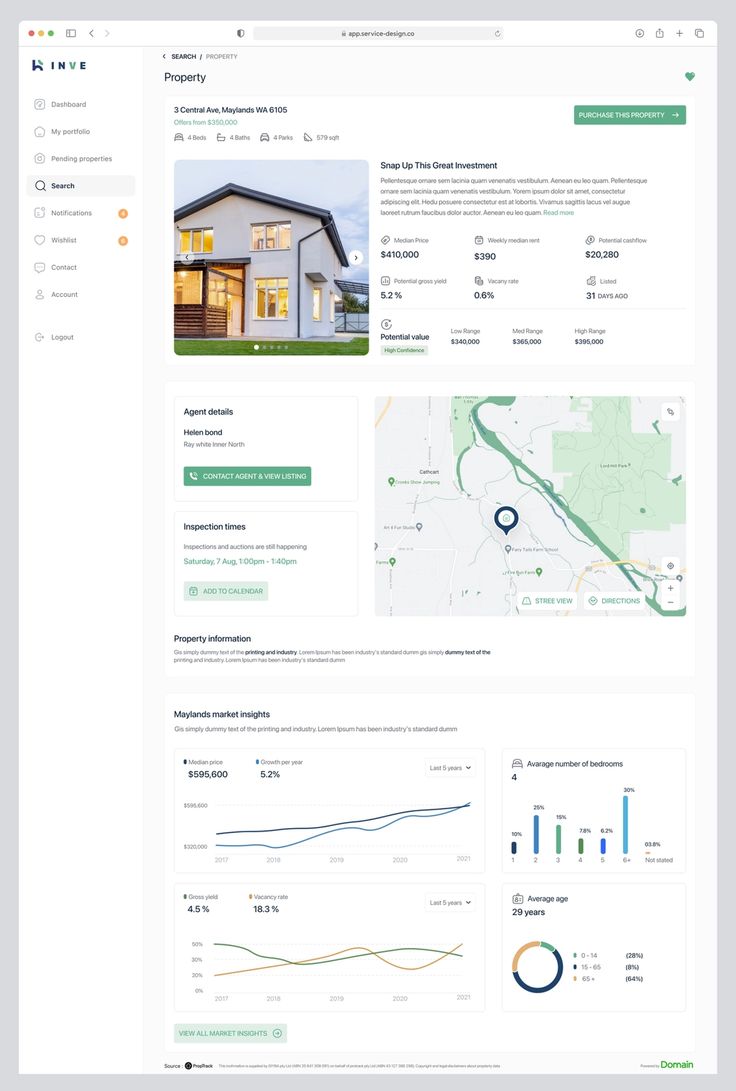 app.service-design.co
INVE
Dashboard
My portfolio
Pending properties
Search
Notifications 4
Wishlist 6
Contact
Account
Logout
SEARCH / PROPERTY
Property
3 Central Ave, Maylands WA 6105
Offers from $350,000
4 Beds 4 Baths 4 Parks 579 sqft
PURCHASE THIS PROPERTY
Snap Up This Great Investment
Pellentesque ornare sem lacinia quam venenatis vestibulum. Aenean eu leo quam. Pellentesque
ornare sem lacinia quam venenatis vestibulum. Yorem ipsum dolor sit amet, consectetur
adipiscing elit. Hedu posuere consectetur est at lobortis. Vivamus sagittis lacus vel augue
laoreet rutrum faucibus dolor auctor. Aenean eu leo quam. Read more
Median Price
$410,000
Weekly median rent
$390
Potential cashflow
$20,280
Potential gross yield
5.2 %
Vacany rate
0.6%
Listed
31 DAYS AGO
Potential value
High Confidence
Low Range
$340,000
Med Range
$365,000
High Range
$395,000
Agent details
Helen bond
Ray white Inner North
CONTACT AGENT & VIEW LISTING
Inspection times
Inspections and auctions are still happening
Saturday, 7 Aug, 1:00pm - 1:40pm
ADD TO CALENDAR
Cathcart
Lord Hill Park
Art & Fun Studio
Fairy Tails Farm School
Farms
STREE VIEW
DIRECTIONS
Property information
Gis simply dummy text of the printing and industry. Lorem Ipsum has been industry's standard dumm gis simply dummy text of the
printing and industry. Lorem Ipsum has been industry's standard dumm
Maylands market insights
Gis simply dummy text of the printing and industry. Lorem Ipsum has been industry's standard dumm
Median price
$595,600
Growth per year
5.2%
Last 5 years
$595,600
$320,000
2017 2018 2019 2020 2021
Avarage number of bedrooms
4
10% 25% 15% 7.8% 6.2% 30% 03.8%
1 2 3 4 5 6+ Not stated
Gross yield
4.5 %
Vacancy rate
18.3 %
Last 5 years
50%
30%
20%
0%
2017 2018 2019 2020 2021
Average age
29 years
0 - 14 (28%)
15 - 65 (8%)
65 + (64%)
VIEW ALL MARKET INSIGHTS
Source : PropTrack
Powered by Domain